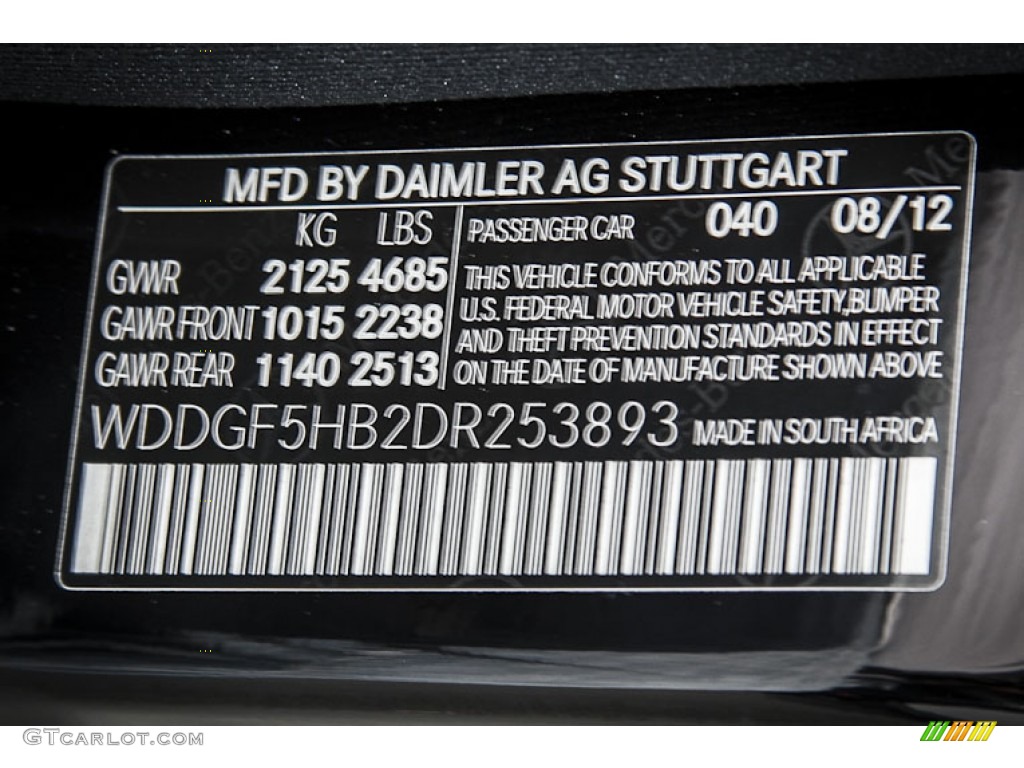 MFD BY DAIMLER AG STUTTGART
KG LBS
GVWR 2125 4685
GAWR FRONT 1015 2238
GAWR REAR 1140 2513
PASSENGER CAR 040 08/12
THIS VEHICLE CONFORMS TO ALL APPLICABLE
U.S. FEDERAL MOTOR VEHICLE SAFETY,BUMPER
AND THEFT PREVENTION STANDARDS IN EFFECT
ON THE DATE OF MANUFACTURE SHOWN ABOVE
WDDGF5HB2DR253893 MADE IN SOUTH AFRICA
GTCARLOT.COM